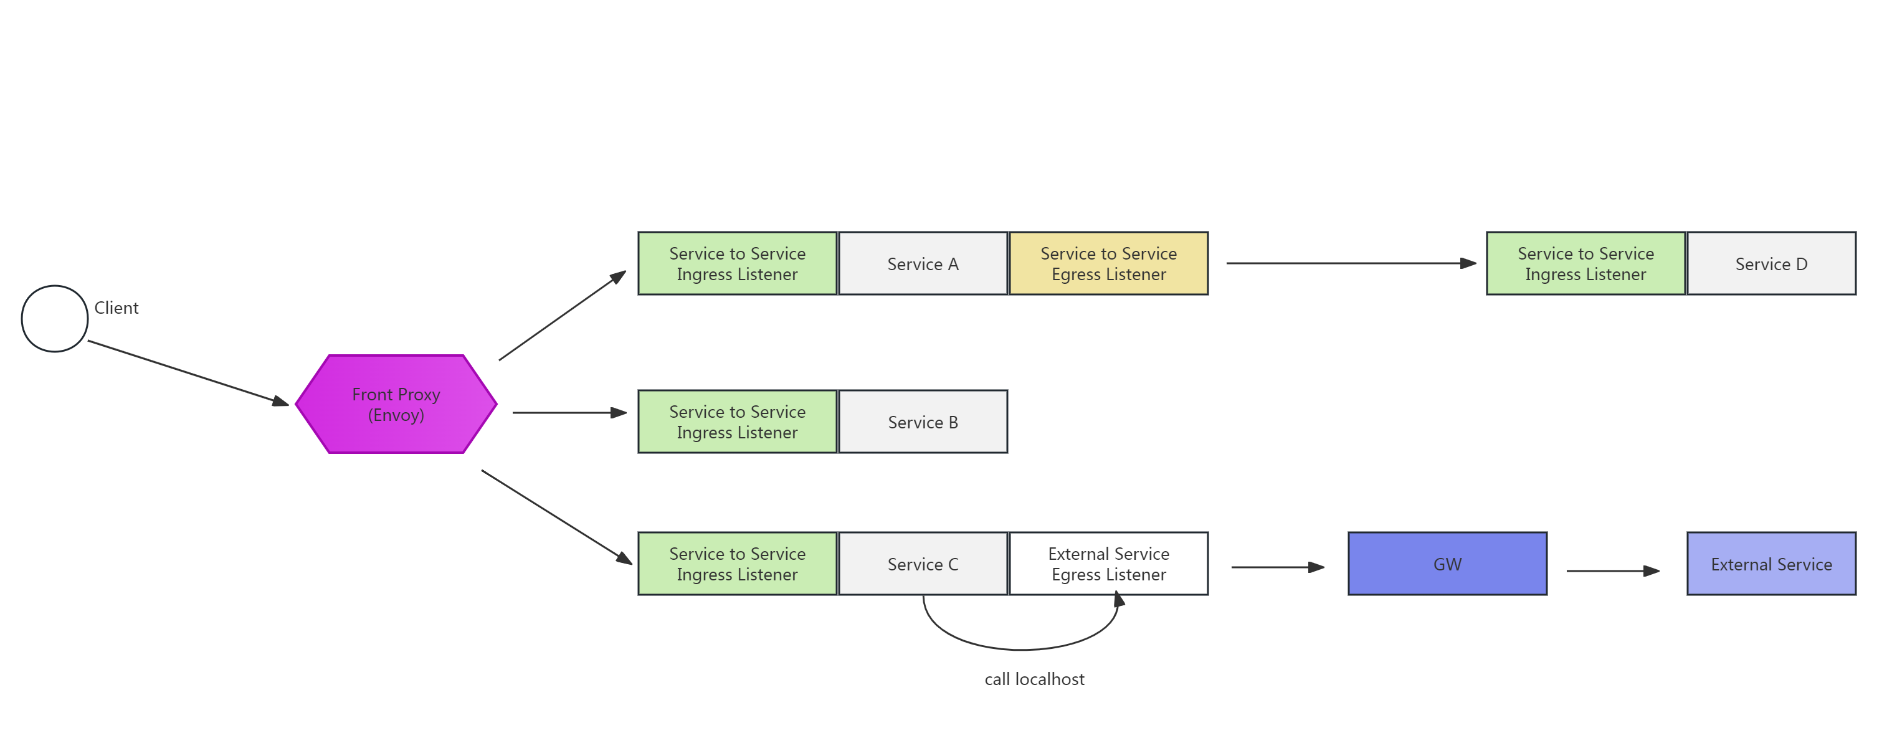 Client
Front Proxy
(Envoy)
Service to Service
Ingress Listener
Service A
Service to Service
Egress Listener
Service to Service
Ingress Listener
Service D
Service to Service
Ingress Listener
Service B
Service to Service
Ingress Listener
Service C
External Service
Egress Listener
GW
External Service
call localhost